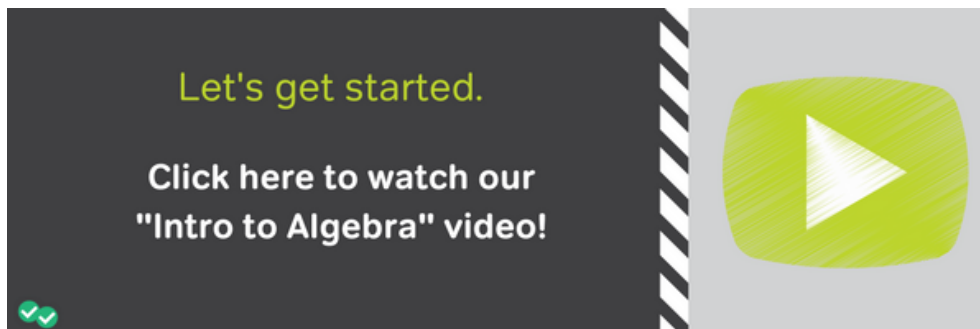 Let's get started.
Click here to watch our
"Intro to Algebra" video!